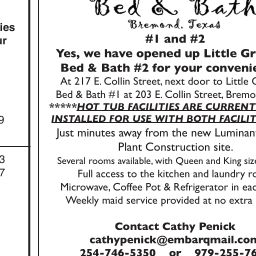 ies
ur
9
3
7
Bed & Bath
Bremond, Texas
#1 and #2
Yes, we have opened up Little Gr
Bed & Bath #2 for your convenie
At 217 E. Collin Street, next door to Little G
Bed & Bath #1 at 203 E. Collin Street, Bremo
*****HOT TUB FACILITIES ARE CURRENT
INSTALLED FOR USE WITH BOTH FACILIT
Just minutes away from the new Luminan
Plant Construction site.
Several rooms available, with Queen and King size
Full access to the kitchen and laundry ro
Microwave, Coffee Pot & Refrigerator in eac
Weekly maid service provided at no extra
Contact Cathy Penick
cathypenick@embarqmail.com
254-746-5350 or 979-255-76